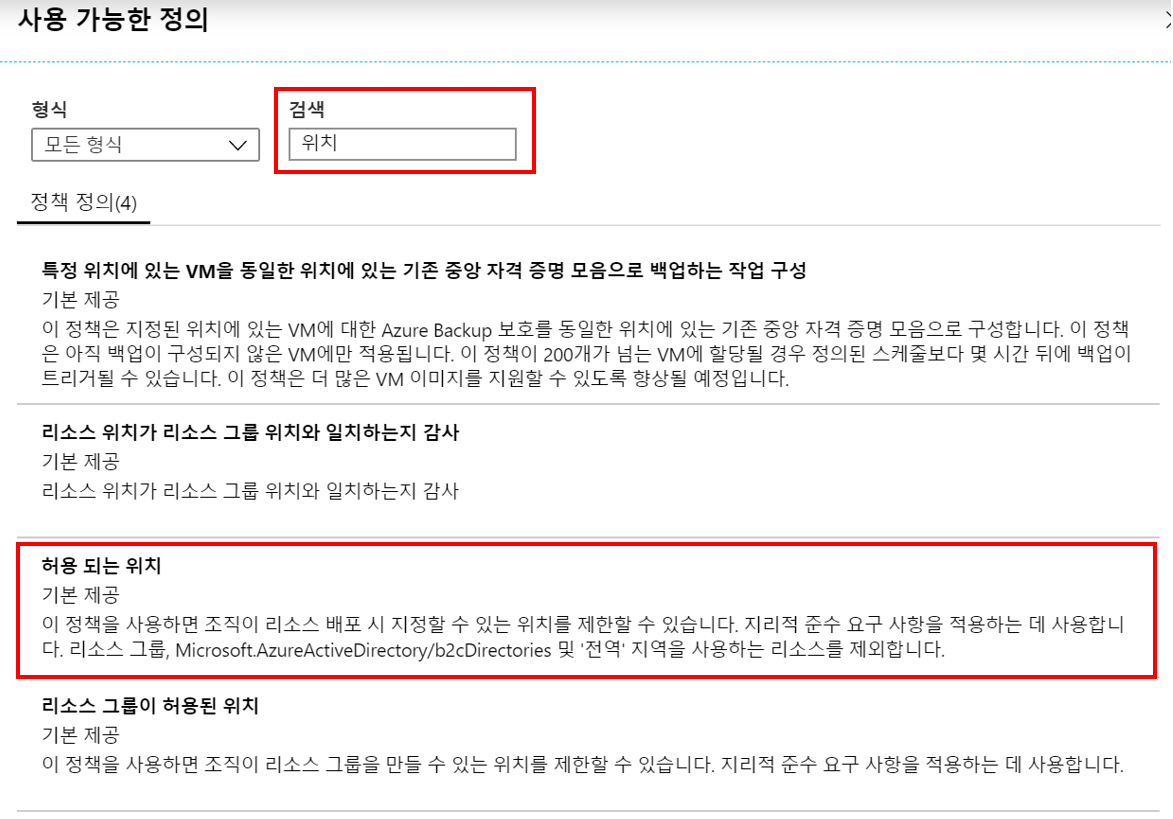 사용 가능한 정의
형식
검색
모든 형식
위치
정책 정의(4)
특정 위치에 있는 VM을 동일한 위치에 있는 기존 중앙 자격 증명 모음으로 백업하는 작업 구성
기본 제공
이 정책은 지정된 위치에 있는 VM에 대한 Azure Backup 보호를 동일한 위치에 있는 기존 중앙 자격 증명 모음으로 구성합니다. 이 정책
은 아직 백업이 구성되지 않은 VM에만 적용됩니다. 이 정책이 200개가 넘는 VM에 할당될 경우 정의된 스케줄보다 몇 시간 뒤에 백업이
트리거될 수 있습니다. 이 정책은 더 많은 VM 이미지를 지원할 수 있도록 향상될 예정입니다.
리소스 위치가 리소스 그룹 위치와 일치하는지 감사
기본 제공
리소스 위치가 리소스 그룹 위치와 일치하는지 감사
허용 되는 위치
기본 제공
이 정책을 사용하면 조직이 리소스 배포 시 지정할 수 있는 위치를 제한할 수 있습니다. 지리적 준수 요구 사항을 적용하는 데 사용합니
다. 리소스 그룹, Microsoft.AzureActiveDirectory/b2cDirectories 및 '전역' 지역을 사용하는 리소스를 제외합니다.
리소스 그룹이 허용된 위치
기본 제공
이 정책을 사용하면 조직이 리소스 그룹을 만들 수 있는 위치를 제한할 수 있습니다. 지리적 준수 요구 사항을 적용하는 데 사용합니다.